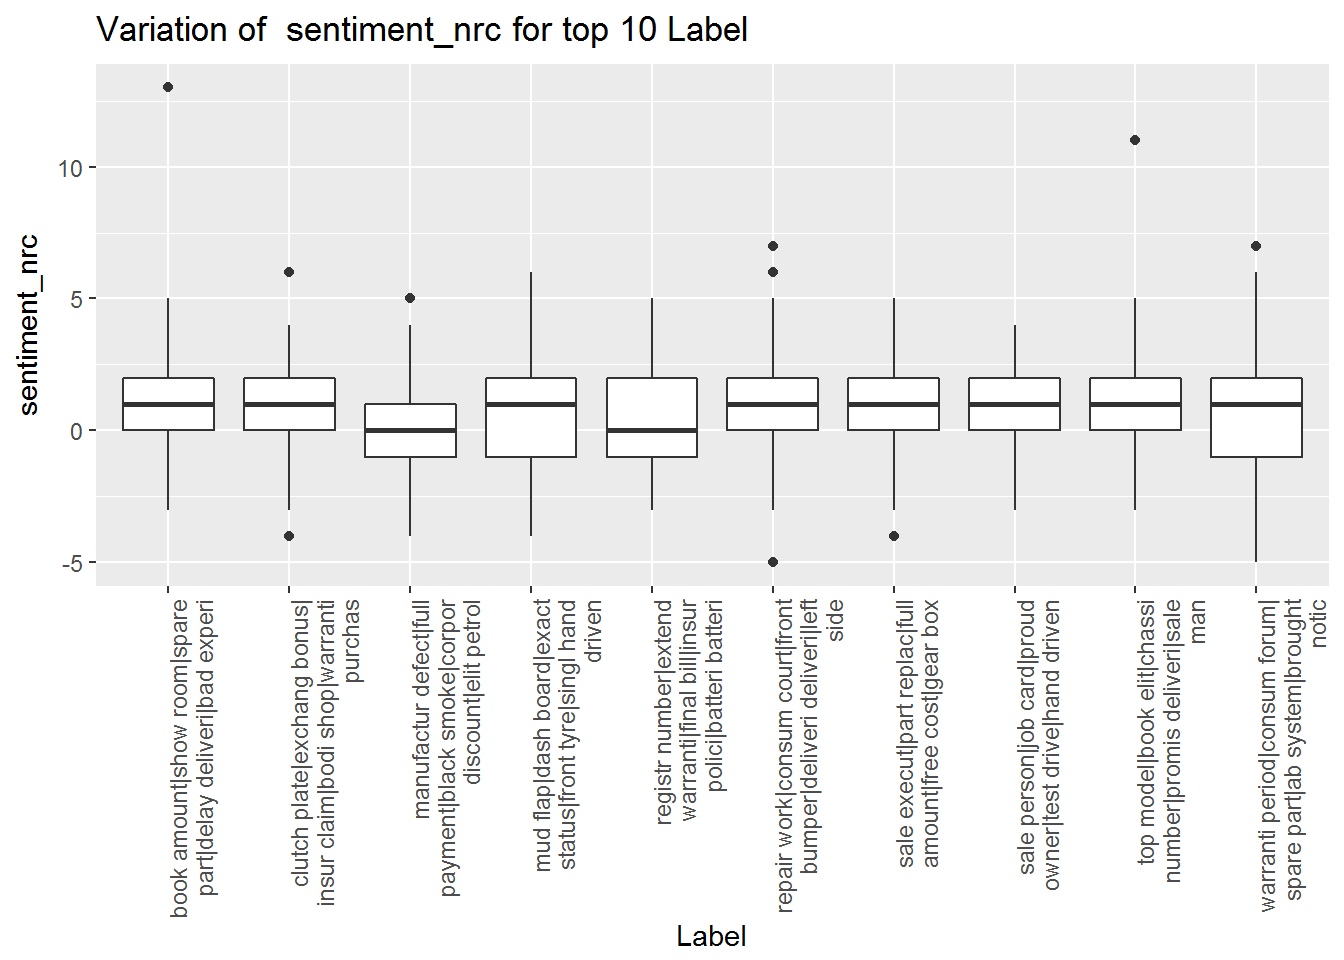 Variation of  sentiment_nrc for top 10 Label
sentiment_nrc
10
5
0
-5
book amount|show room|spare
part|delay deliveri|bad experi
clutch plate|exchang bonus|
insur claim|bodi shop|warranti
purchas
manufactur defect|full
payment|black smoke|corpor
discount|elit petrol
mud flap|dash board|exact
status|front tyre|singl hand
driven
registr number|extend
warranti|final bill|insur
polici|batteri batteri
repair work|consum court|front
bumper|deliveri deliveri|left
side
sale execut|part replac|full
amount|free cost|gear box
sale person|job card|proud
owner|test drive|hand driven
top model|book elit|chassi
number|promis deliveri|sale
man
warranti period|consum forum|
spare part|ab system|brought
notic
Label